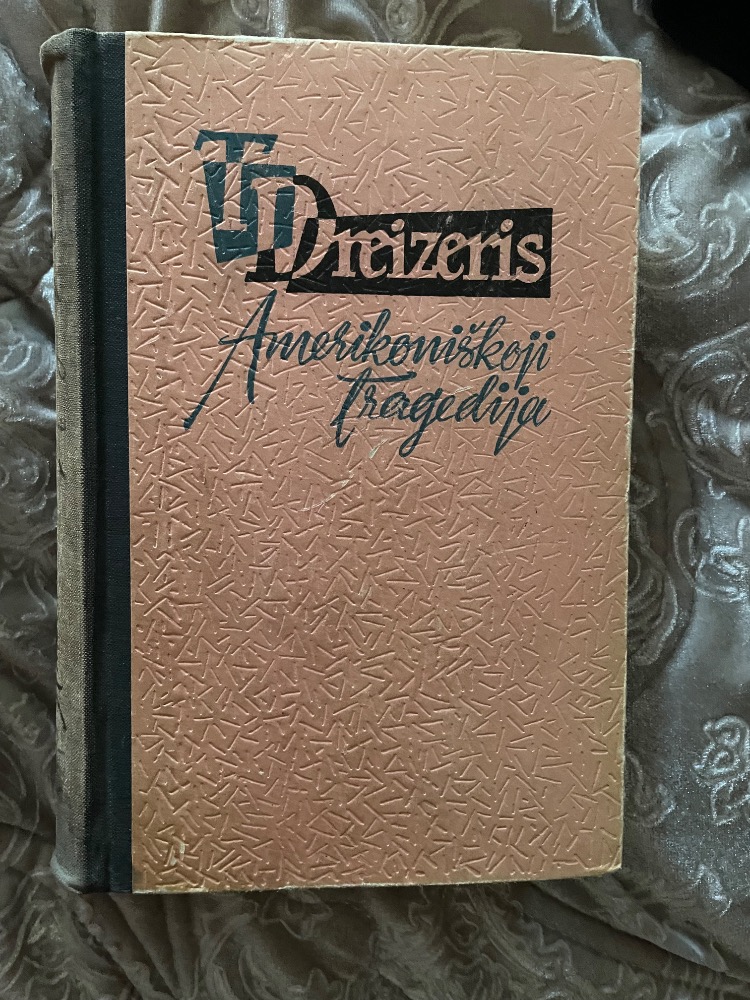 T. Dreizeris
Amerikoniškoji
tragedija